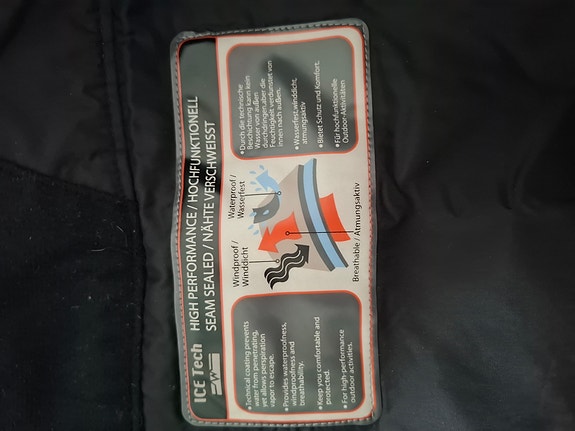 ICE Tech
HIGH PERFORMANCE / HOCHFUNKTIONELL
SEAM SEALED / NÄHTE VERSCHWEISST
• Technical coating prevents
water from penetrating,
yet allows perspiration
vapor to escape.
• Provides waterproofness,
windproofness and
breathability.
• Keep you comfortable and
protected.
• For high-performance
outdoor activities.
Windproof /
Winddicht
Waterproof /
Wasserfest
Breathable / Atmungsaktiv
• Durch die technische
Beschichtung kann kein
Wasser von außen
durchdringen aber die
Feuchtigkeit verdunstet von
innen nach außen.
• Wasserfest,winddicht,
atmungsaktiv
• Bietet Schutz und Komfort.
• Für hochfunktionelle
Outdoor-Aktivitäten